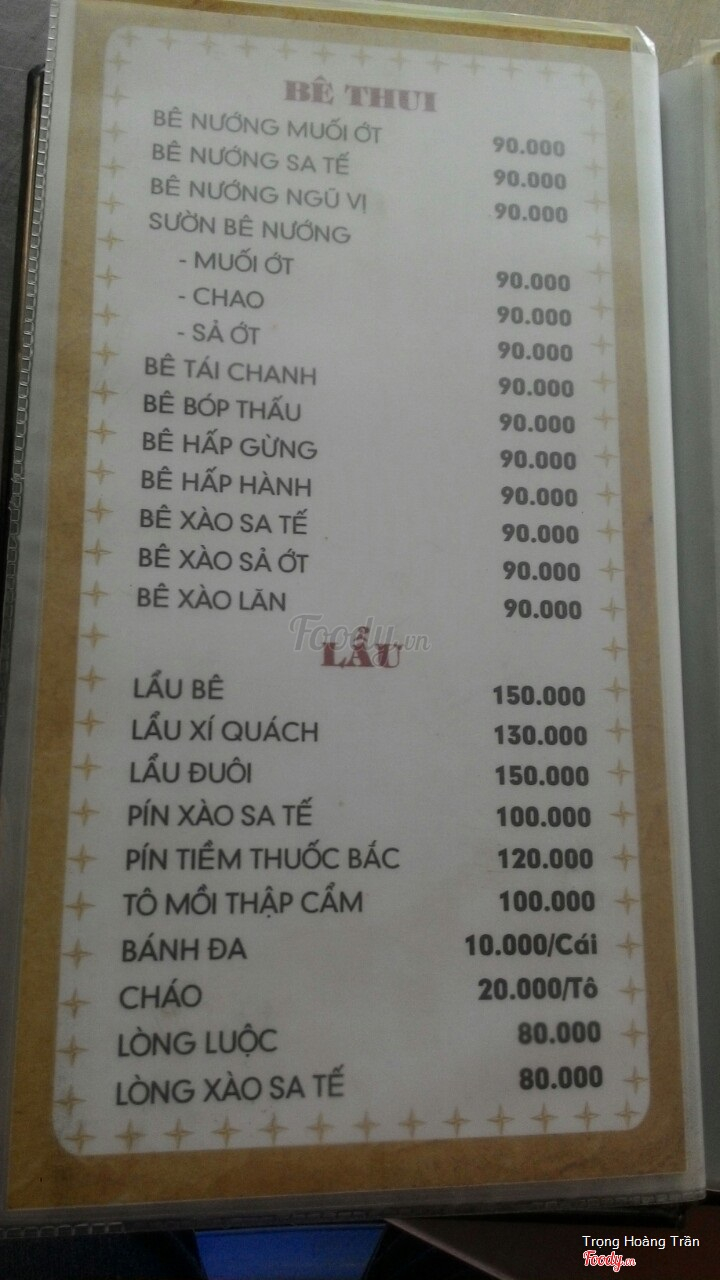 BÊ THUI
BÊ NƯỚNG MUỐI ỚT 90.000
BÊ NƯỚNG SA TẾ 90.000
BÊ NƯỚNG NGŨ VỊ 90.000
SƯỜN BÊ NƯỚNG
- MUỐI ỚT 90.000
- CHAO 90.000
- SẢ ỚT 90.000
BÊ TÁI CHANH 90.000
BÊ BÓP THẤU 90.000
BÊ HẤP GỪNG 90.000
BÊ HẤP HÀNH 90.000
BÊ XÀO SA TẾ 90.000
BÊ XÀO SẢ ỚT 90.000
BÊ XÀO LĂN 90.000
Foody.vn
LẨU
LẨU BÊ 150.000
LẨU XÍ QUÁCH 130.000
LẨU ĐUÔI 150.000
PÍN XÀO SA TẾ 100.000
PÍN TIỀM THUỐC BẮC 120.000
TÔ MỒI THẬP CẨM 100.000
BÁNH ĐA 10.000/Cái
CHÁO 20.000/Tô
LÒNG LUỘC 80.000
LÒNG XÀO SA TẾ 80.000
Trọng Hoàng Trần
Foody.vn